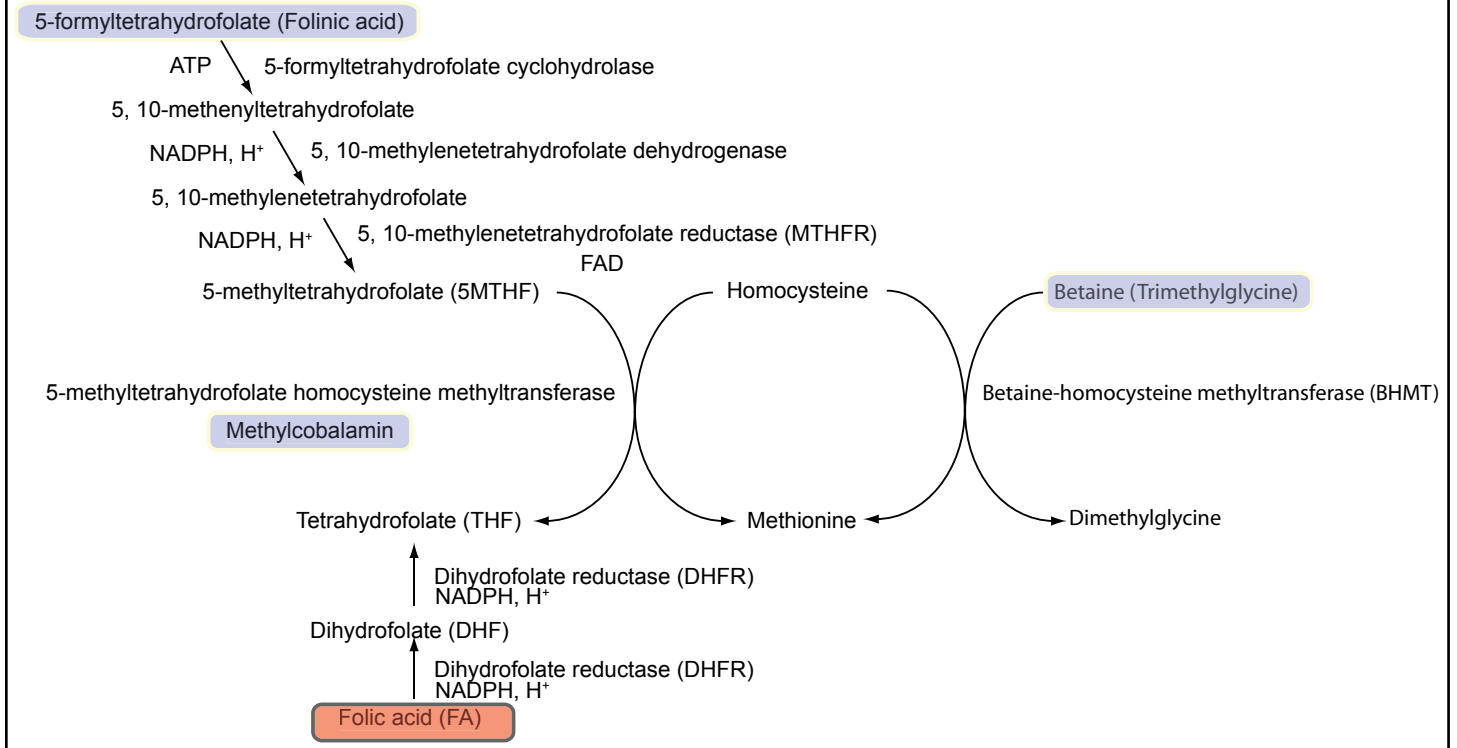 5-formyltetrahydrofolate (Folinic acid)
ATP
5-formyltetrahydrofolate cyclohydrolase
5, 10-methenyltetrahydrofolate
NADPH, H⁺
5, 10-methylenetetrahydrofolate dehydrogenase
5, 10-methylenetetrahydrofolate
NADPH, H⁺
5, 10-methylenetetrahydrofolate reductase (MTHFR)
FAD
5-methyltetrahydrofolate (5MTHF)
Homocysteine
Betaine (Trimethylglycine)
5-methyltetrahydrofolate homocysteine methyltransferase
Betaine-homocysteine methyltransferase (BHMT)
Methylcobalamin
Tetrahydrofolate (THF)
Methionine
Dimethylglycine
Dihydrofolate reductase (DHFR)
NADPH, H⁺
Dihydrofolate (DHF)
Dihydrofolate reductase (DHFR)
NADPH, H⁺
Folic acid (FA)